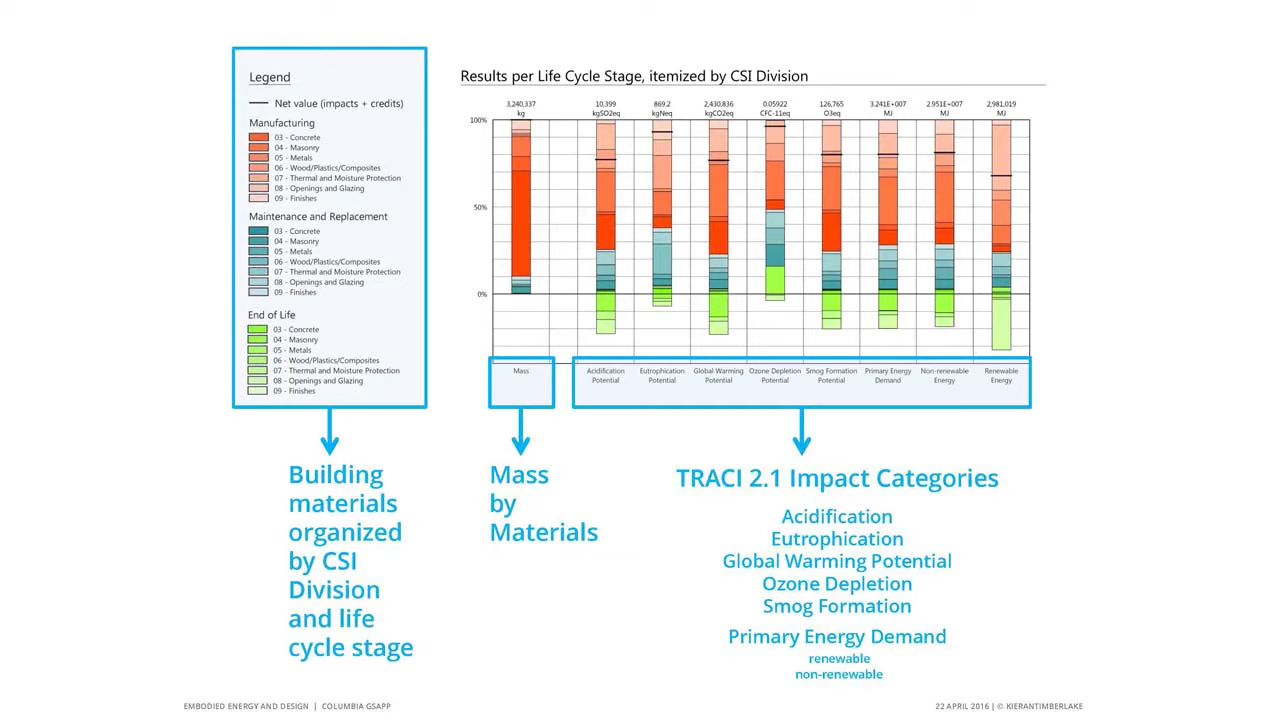 Legend
Net value (impacts + credits)
Manufacturing
03 - Concrete
04 - Masonry
05 - Metals
06 - Wood/Plastics/Composites
07 - Thermal and Moisture Protection
08 - Openings and Glazing
09 - Finishes
Maintenance and Replacement
03 - Concrete
04 - Masonry
05 - Metals
06 - Wood/Plastics/Composites
07 - Thermal and Moisture Protection
08 - Openings and Glazing
09 - Finishes
End of Life
03 - Concrete
04 - Masonry
05 - Metals
06 - Wood/Plastics/Composites
07 - Thermal and Moisture Protection
08 - Openings and Glazing
09 - Finishes
Results per Life Cycle Stage, itemized by CSI Division
3,240,337 10,399 869.2 2,430,836 0.05922 126,765 3.241E+007 2.951E+007 2,981,019
kg kgSO2eq kgNeq kgCO2eq CFC-11eq O3eq MJ MJ MJ
100%
50%
0%
Mass Acidification Eutrophication Global Warming Ozone Depletion Smog Formation Primary Energy Non-renewable Renewable
Potential Potential Potential Potential Potential Demand Energy Energy
Building
materials
organized
by CSI
Division
and life
cycle stage
Mass
by
Materials
TRACI 2.1 Impact Categories
Acidification
Eutrophication
Global Warming Potential
Ozone Depletion
Smog Formation
Primary Energy Demand
renewable
non-renewable
EMBODIED ENERGY AND DESIGN | COLUMBIA GSAPP
22 APRIL 2016 | © KIERANTIMBERLAKE